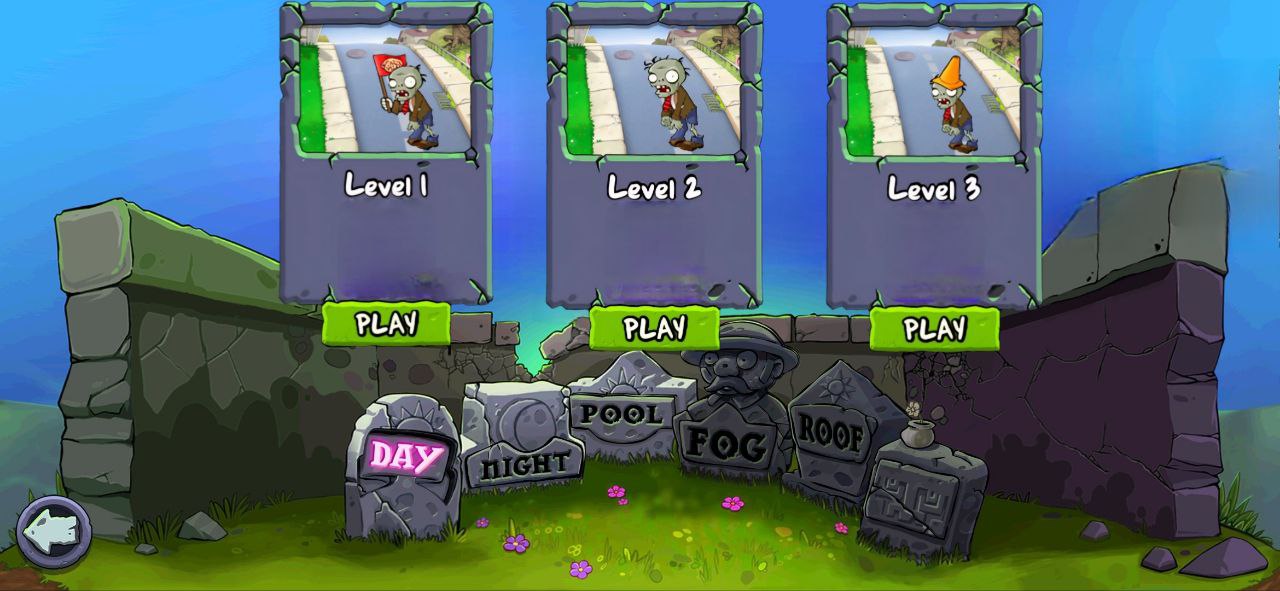 Level 1
Level 2
Level 3
PLAY
PLAY
PLAY
DAY
NIGHT
POOL
FOG
ROOF